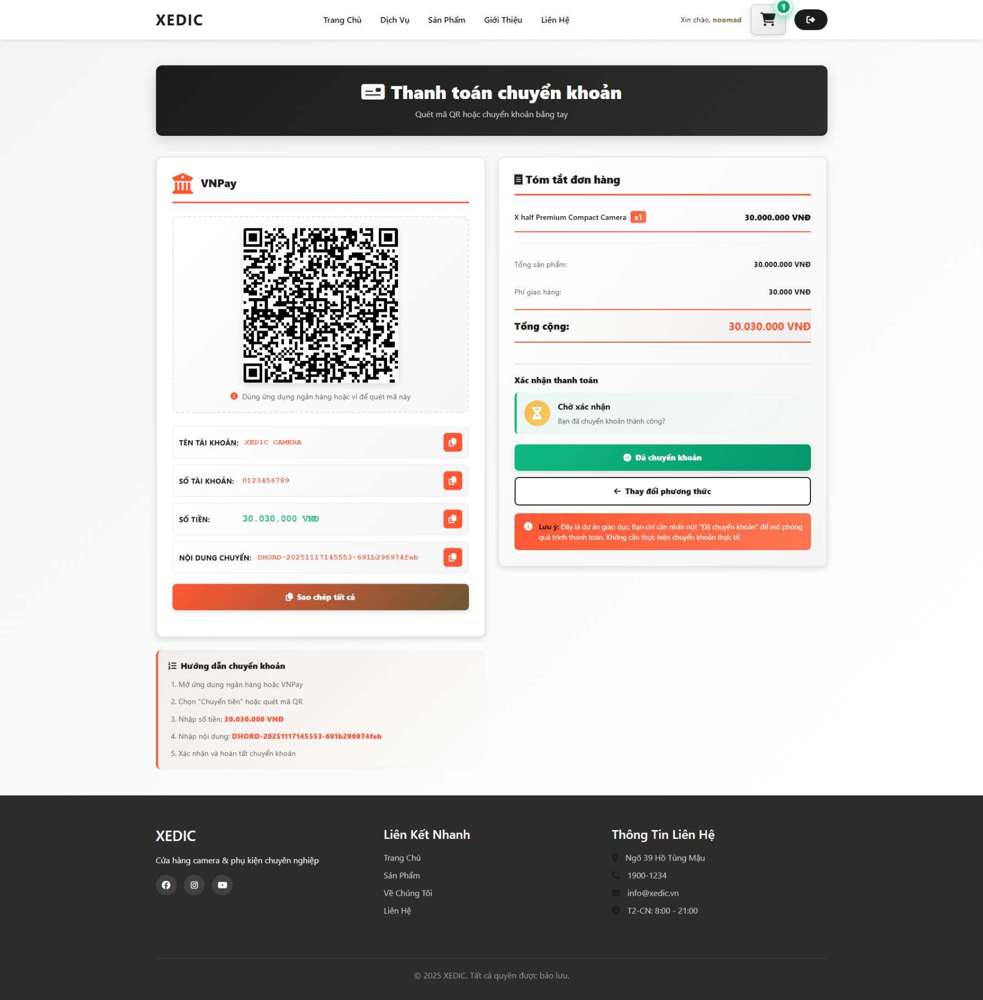 XEDIC
Trang Chủ
Dịch Vụ
Sản Phẩm
Giới Thiệu
Liên Hệ
Xin chào, noomad
1
Thanh toán chuyển khoản
Quét mã QR hoặc chuyển khoản bằng tay
VNPay
Dùng ứng dụng ngân hàng hoặc ví để quét mã này
TÊN TÀI KHOẢN: XEDIC CAMERA
SỐ TÀI KHOẢN: 0123456789
SỐ TIỀN: 30.030.000 VNĐ
NỘI DUNG CHUYỂN: DHORD-20251117145553-691b296974feb
Sao chép tất cả
Tóm tắt đơn hàng
X half Premium Compact Camera x1 30.000.000 VNĐ
Tổng sản phẩm: 30.000.000 VNĐ
Phí giao hàng: 30.000 VNĐ
Tổng cộng: 30.030.000 VNĐ
Xác nhận thanh toán
Chờ xác nhận
Bạn đã chuyển khoản thành công?
Đã chuyển khoản
Thay đổi phương thức
Lưu ý: Đây là dự án giáo dục. Bạn chỉ cần nhấn nút "Đã chuyển khoản" để mô phỏng
quá trình thanh toán. Không cần thực hiện chuyển khoản thực tế.
Hướng dẫn chuyển khoản
1. Mở ứng dụng ngân hàng hoặc VNPay
2. Chọn "Chuyển tiền" hoặc quét mã QR
3. Nhập số tiền: 30.030.000 VNĐ
4. Nhập nội dung: DHORD-20251117145553-691b296974feb
5. Xác nhận và hoàn tất chuyển khoản
XEDIC
Cửa hàng camera & phụ kiện chuyên nghiệp
Liên Kết Nhanh
Trang Chủ
Sản Phẩm
Về Chúng Tôi
Liên Hệ
Thông Tin Liên Hệ
Ngõ 39 Hồ Tùng Mậu
1900-1234
info@xedic.vn
T2-CN: 8:00 - 21:00
© 2025 XEDIC. Tất cả quyền được bảo lưu.